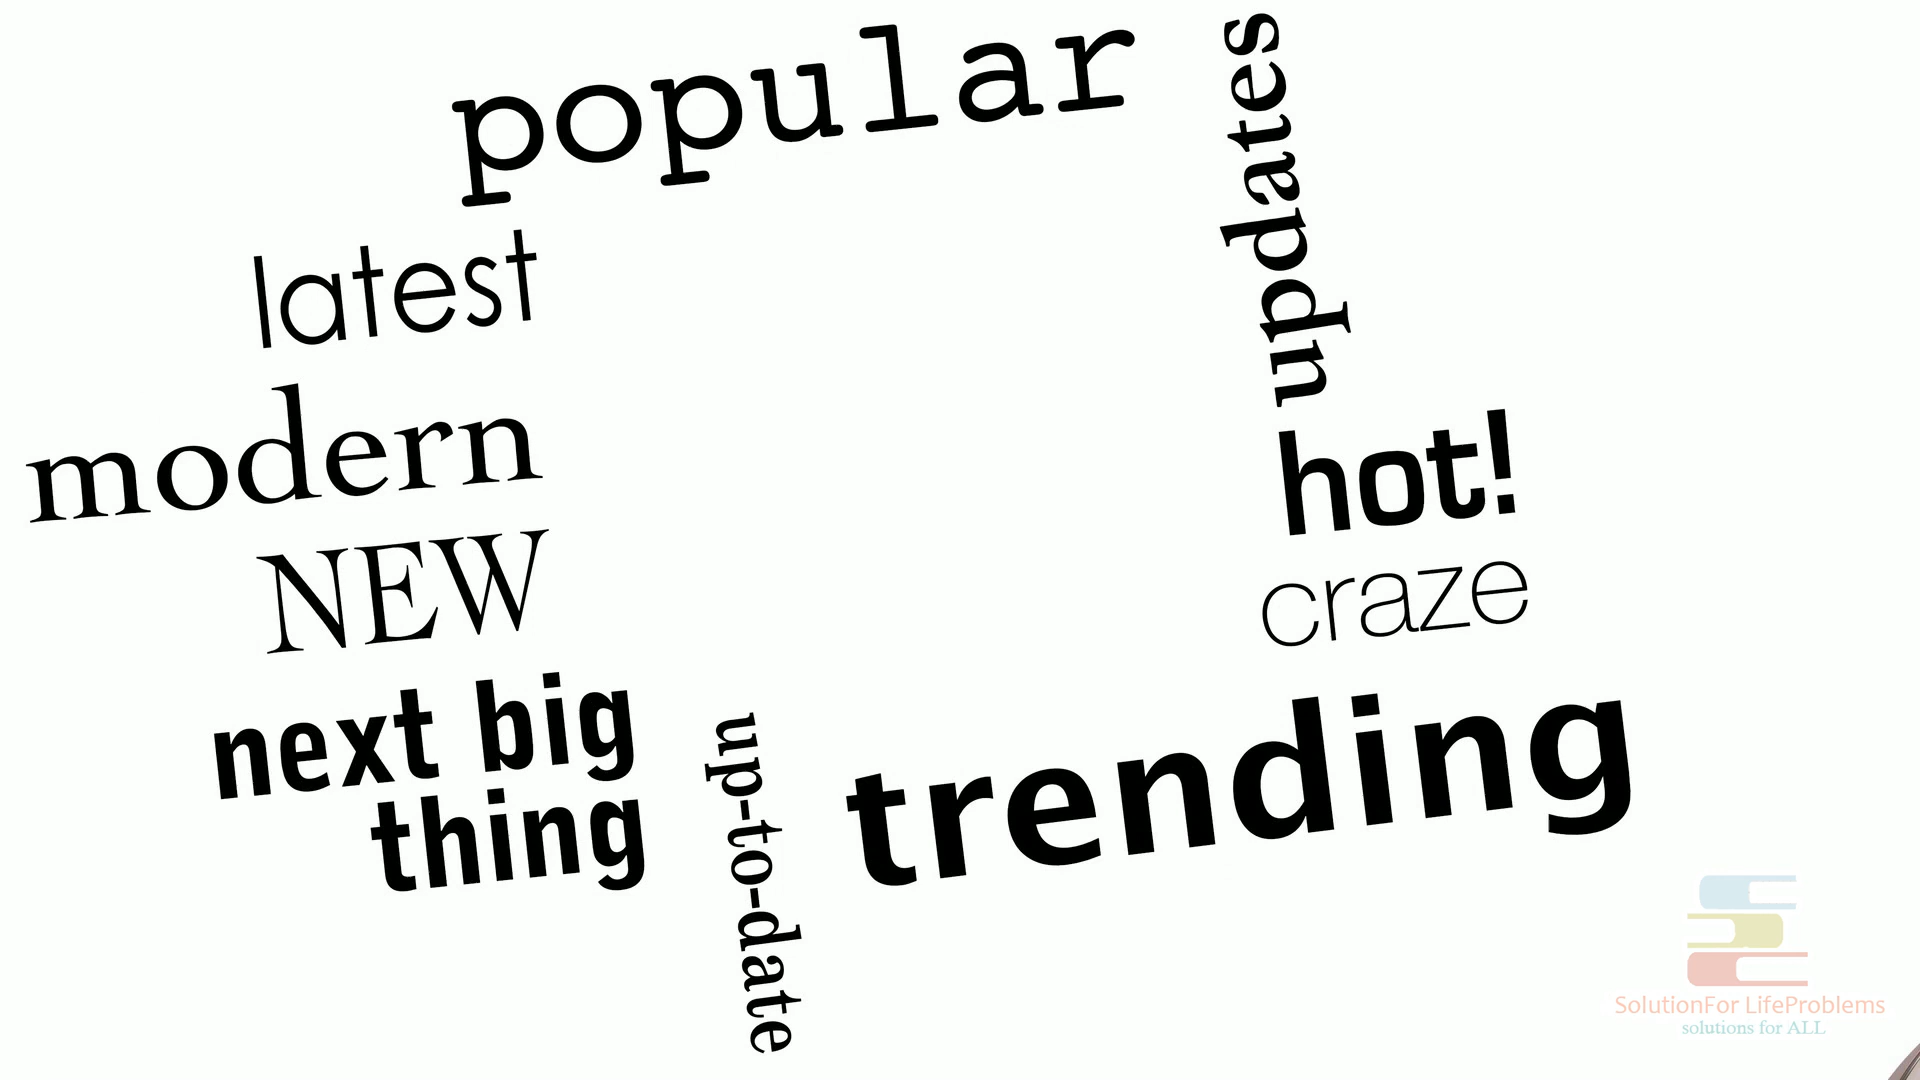 popular
updates
latest
modern
hot!
NEW
craze
next big
thing
up-to-date
trending
SolutionFor LifeProblems
solutions for ALL